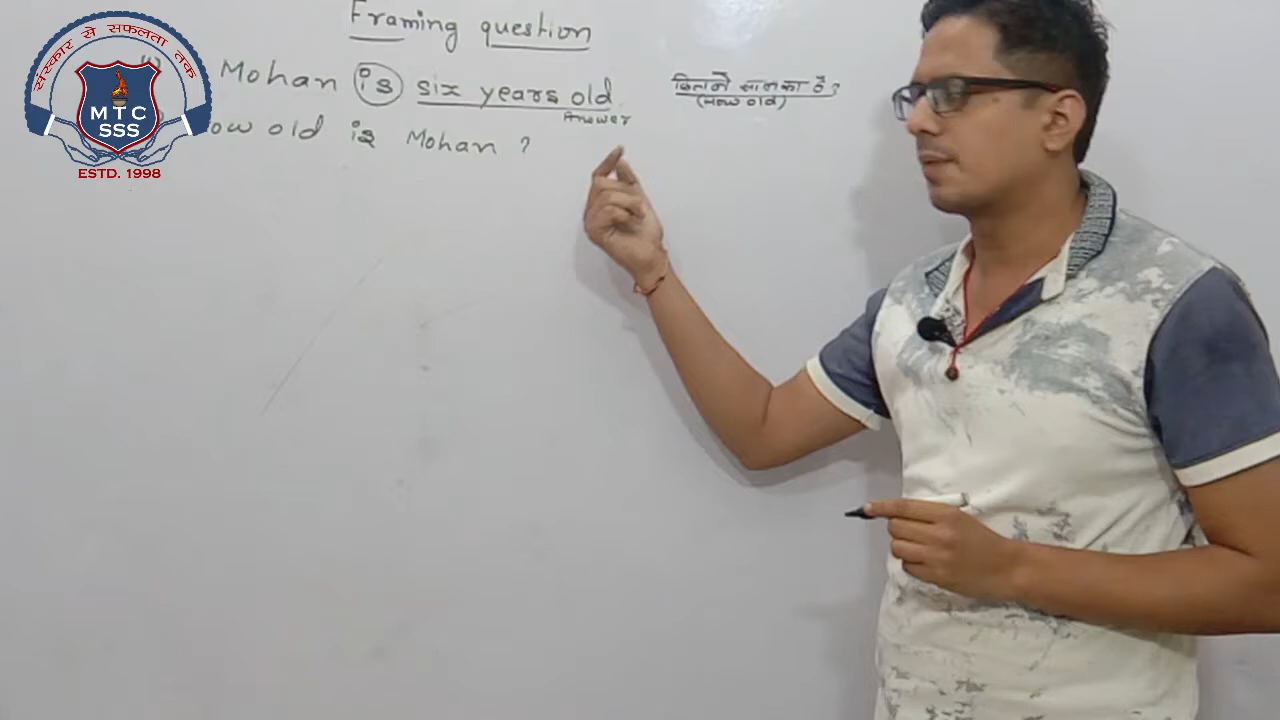 Framing question
Mohan is six years old
Answer
कितने साल का है?
(How old)
ow old is Mohan ?
संस्कार से सफलता तक
MTC
SSS
ESTD. 1998